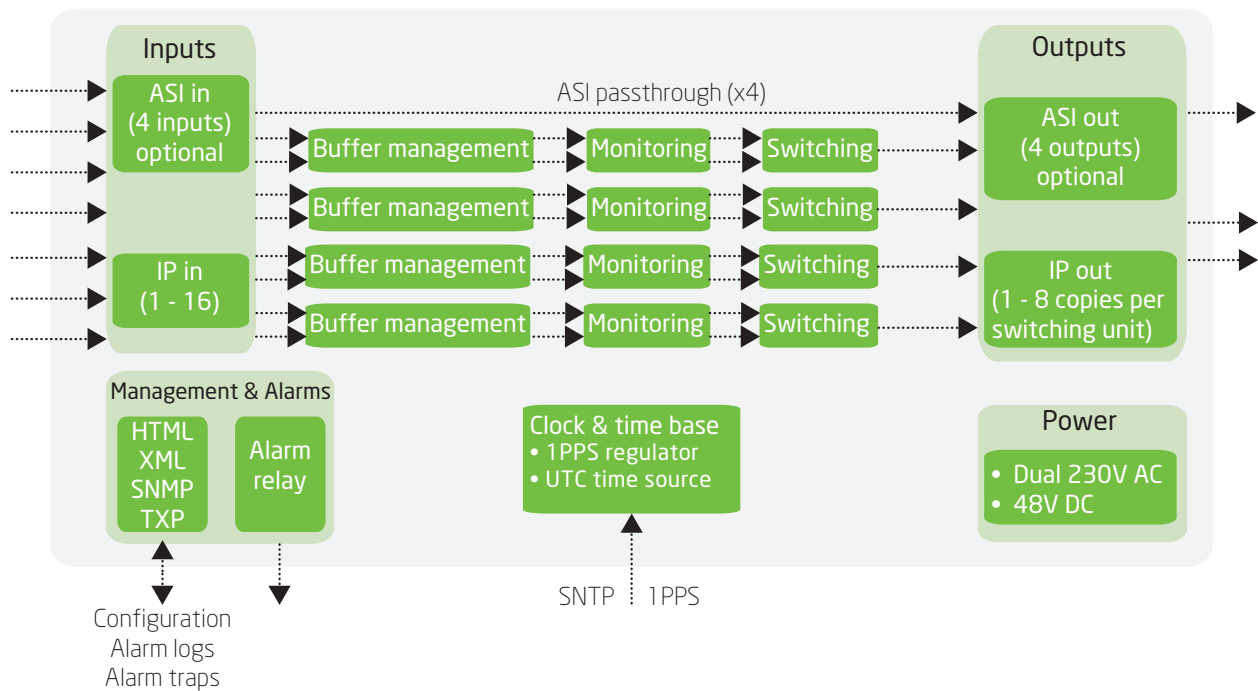 Inputs
Outputs
ASI in
(4 inputs)
optional
ASI passthrough (x4)
ASI out
(4 outputs)
optional
Buffer management
Monitoring
Switching
Buffer management
Monitoring
Switching
IP in
(1 - 16)
Buffer management
Monitoring
Switching
IP out
(1 - 8 copies per
switching unit)
Buffer management
Monitoring
Switching
Management & Alarms
HTML
XML
SNMP
TXP
Alarm
relay
Clock & time base
• 1PPS regulator
• UTC time source
Power
• Dual 230V AC
• 48V DC
SNTP
1PPS
Configuration
Alarm logs
Alarm traps